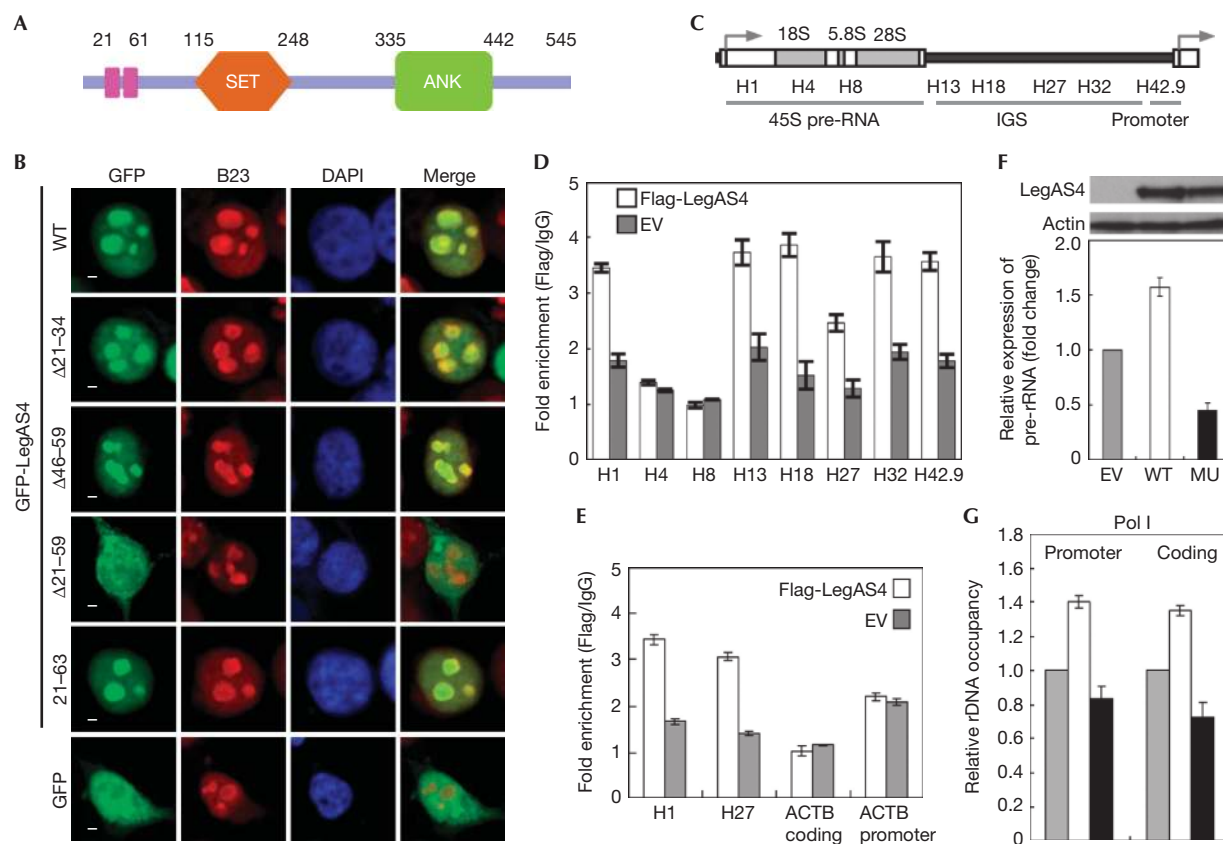 A
21 61 115 248 335 442 545
SET ANK
B
GFP B23 DAPI Merge
GFP-LegAS4
WT
Δ21–34
Δ46–59
Δ21–59
21–63
GFP
C
18S 5.8S 28S
H1 H4 H8 H13 H18 H27 H32 H42.9
45S pre-RNA IGS Promoter
D
Fold enrichment (Flag/IgG)
5
4
3
2
1
0
Flag-LegAS4
EV
H1 H4 H8 H13 H18 H27 H32 H42.9
E
Fold enrichment (Flag/IgG)
5
4
3
2
1
0
Flag-LegAS4
EV
H1 H27 ACTB coding ACTB promoter
F
LegAS4
Actin
Relative expression of
pre-rRNA (fold change)
2.0
1.5
1.0
0.5
0
EV WT MU
G
Pol I
Promoter Coding
Relative rDNA occupancy
1.8
1.6
1.4
1.2
1.0
0.8
0.6
0.4
0.2
0